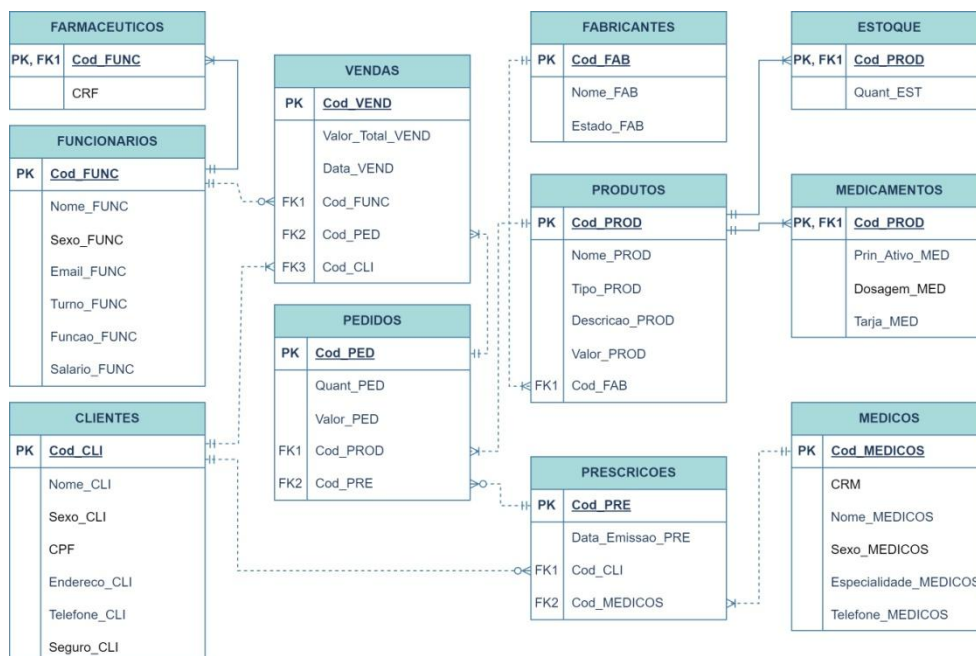 FARMACEUTICOS
PK, FK1 Cod_FUNC
CRF
FUNCIONARIOS
PK Cod_FUNC
Nome_FUNC
Sexo_FUNC
Email_FUNC
Turno_FUNC
Funcao_FUNC
Salario_FUNC
CLIENTES
PK Cod_CLI
Nome_CLI
Sexo_CLI
CPF
Endereco_CLI
Telefone_CLI
Seguro_CLI
VENDAS
PK Cod_VEND
Valor_Total_VEND
Data_VEND
FK1 Cod_FUNC
FK2 Cod_PED
FK3 Cod_CLI
PEDIDOS
PK Cod_PED
Quant_PED
Valor_PED
FK1 Cod_PROD
FK2 Cod_PRE
FABRICANTES
PK Cod_FAB
Nome_FAB
Estado_FAB
PRODUTOS
PK Cod_PROD
Nome_PROD
Tipo_PROD
Descricao_PROD
Valor_PROD
FK1 Cod_FAB
PRESCRICOES
PK Cod_PRE
Data_Emissao_PRE
FK1 Cod_CLI
FK2 Cod_MEDICOS
ESTOQUE
PK, FK1 Cod_PROD
Quant_EST
MEDICAMENTOS
PK, FK1 Cod_PROD
Prin_Ativo_MED
Dosagem_MED
Tarja_MED
MEDICOS
PK Cod_MEDICOS
CRM
Nome_MEDICOS
Sexo_MEDICOS
Especialidade_MEDICOS
Telefone_MEDICOS